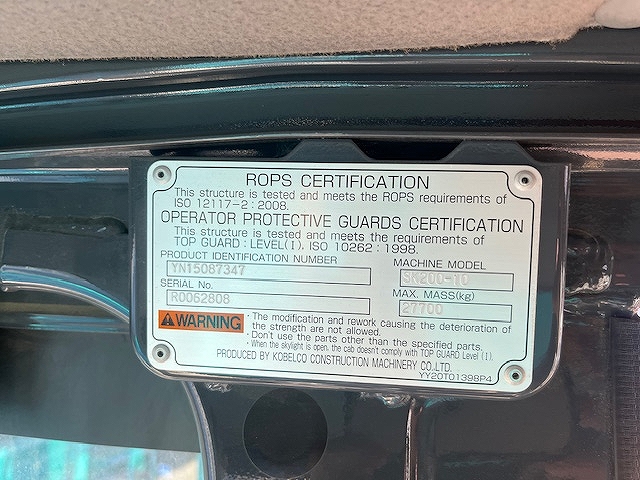 ROPS CERTIFICATION
This structure is tested and meets the ROPS requirements of
ISO 12117-2 : 2008.
OPERATOR PROTECTIVE GUARDS CERTIFICATION
This structure is tested and meets the requirements of
TOP GUARD : LEVEL(I), ISO 10262 : 1998.
PRODUCT IDENTIFICATION NUMBER
YN15087347
MACHINE MODEL
SK200-10
SERIAL No.
R0062808
MAX. MASS(kg)
27700
WARNING
· The modification and rework causing the deterioration of
the strength are not allowed.
· Don't use the parts other than the specified parts.
· When the skylight is open, the cab doesn't comply with TOP GUARD Level (I).
PRODUCED BY KOBELCO CONSTRUCTION MACHINERY CO.LTD.
YY20T01398P4